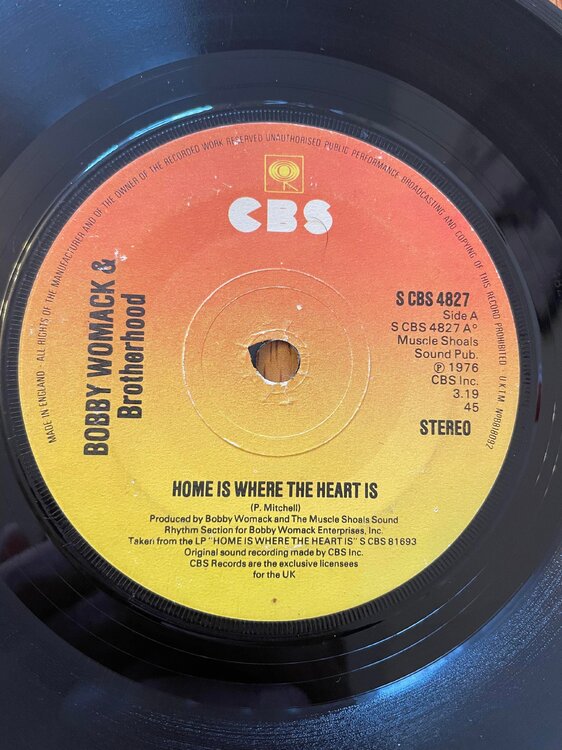 MADE IN ENGLAND · ALL RIGHTS OF THE MANUFACTURER AND OF THE OWNER OF THE RECORDED WORK RESERVED UNAUTHORISED PUBLIC PERFORMANCE BROADCASTING AND COPYING OF THIS RECORD PROHIBITED · U.K.T.M. Nº B818092
CBS
BOBBY WOMACK &
Brotherhood
S CBS 4827
Side A
S CBS 4827 Aº
Muscle Shoals
Sound Pub.
℗ 1976
CBS Inc.
3.19
45
STEREO
HOME IS WHERE THE HEART IS
(P. Mitchell)
Produced by Bobby Womack and The Muscle Shoals Sound
Rhythm Section for Bobby Womack Enterprises, Inc.
Taken from the LP "HOME IS WHERE THE HEART IS" S CBS 81693
Original sound recording made by CBS Inc.
CBS Records are the exclusive licensees
for the UK